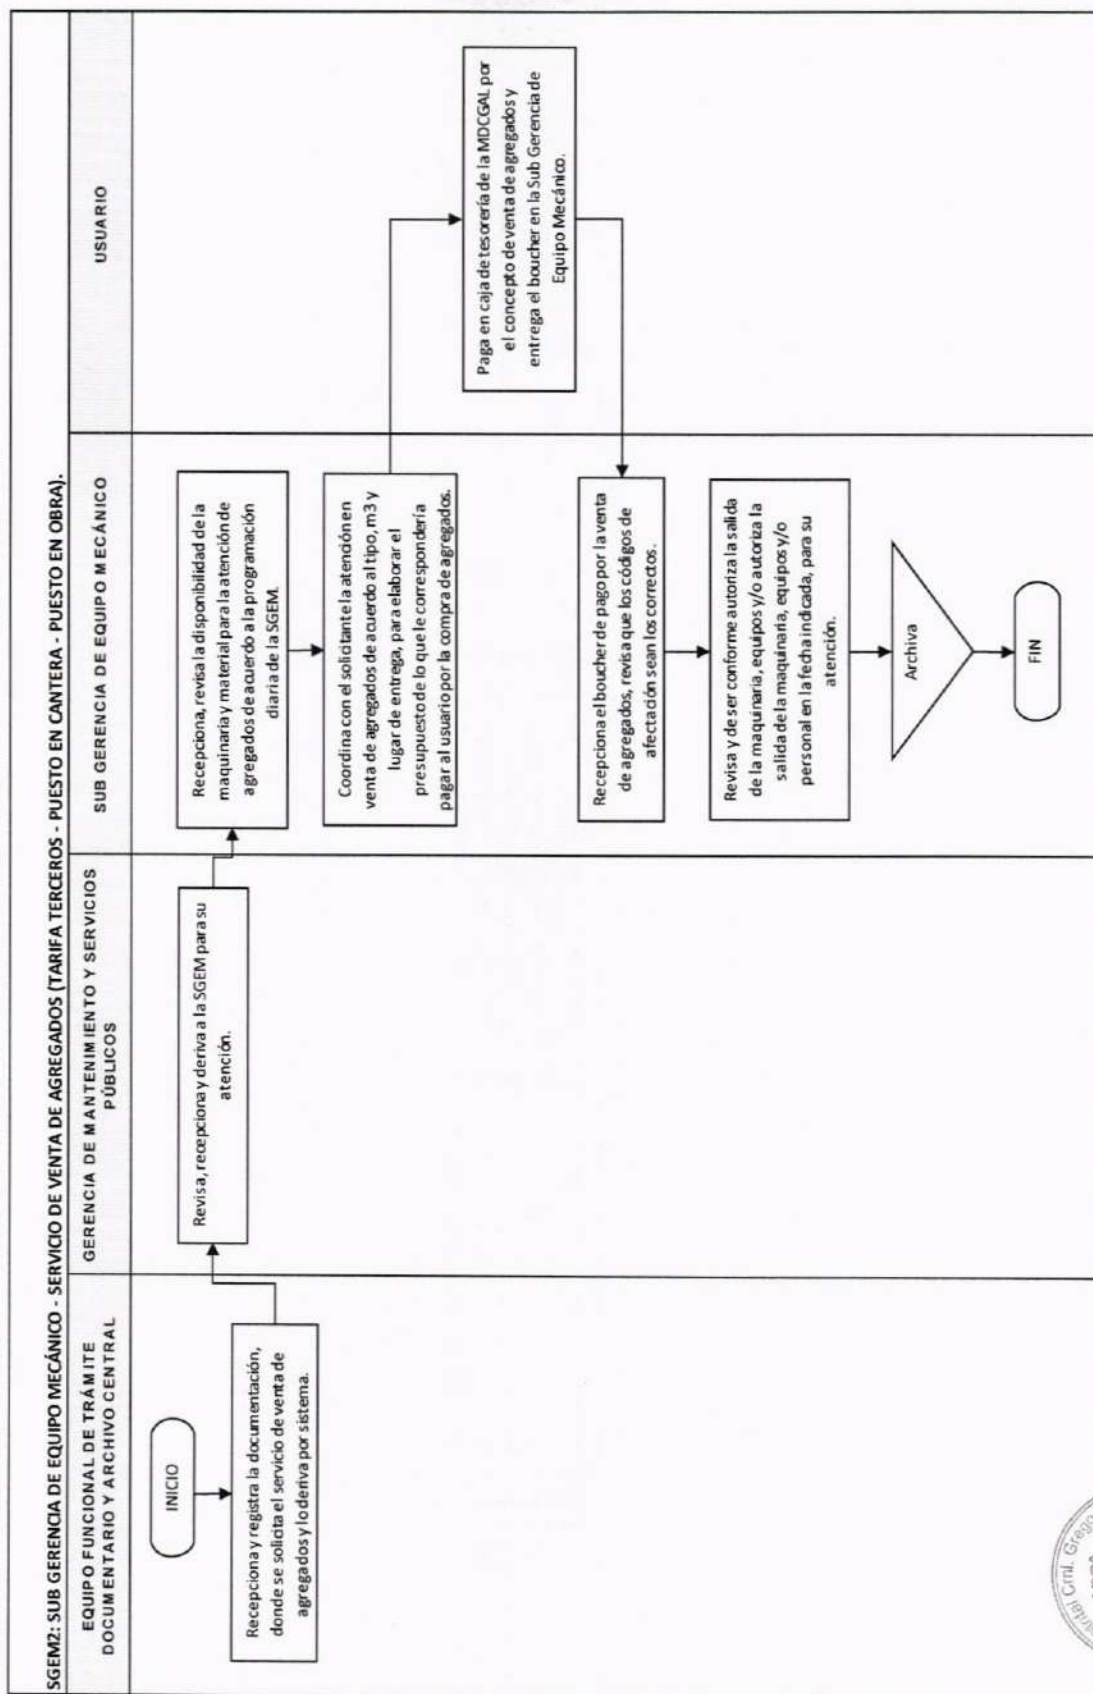 SGEM2: SUB GERENCIA DE EQUIPO MECÁNICO - SERVICIO DE VENTA DE AGREGADOS (TARIFA TERCEROS - PUESTO EN CANTERA - PUESTO EN OBRA).
EQUIPO FUNCIONAL DE TRÁMITE
DOCUMENTARIO Y ARCHIVO CENTRAL
GERENCIA DE MANTENIMIENTO Y SERVICIOS
PÚBLICOS
SUB GERENCIA DE EQUIPO MECÁNICO
USUARIO
INICIO
Recepciona y registra la documentación,
donde se solicita el servicio de venta de
agregados y lo deriva por sistema.
Revisa, recepciona y deriva a la SGEM para su
atención.
Recepciona, revisa la disponibilidad de la
maquinaria y material para la atención de
agregados de acuerdo a la programación
diaria de la SGEM.
Coordina con el solicitante la atención en
venta de agregados de acuerdo al tipo, m3 y
lugar de entrega, para elaborar el
presupuesto de lo que le correspondería
pagar al usuario por la compra de agregados.
Paga en caja de tesorería de la MDCGAL por
el concepto de venta de agregados y
entrega el boucher en la Sub Gerencia de
Equipo Mecánico.
Recepciona el boucher de pago por la venta
de agregados, revisa que los códigos de
afectación sean los correctos.
Revisa y de ser conforme autoriza la salida
de la maquinaria, equipos y/o autoriza la
salida de la maquinaria, equipos y/o
personal en la fecha indicada, para su
atención.
Archiva
FIN
Crnl. Grego